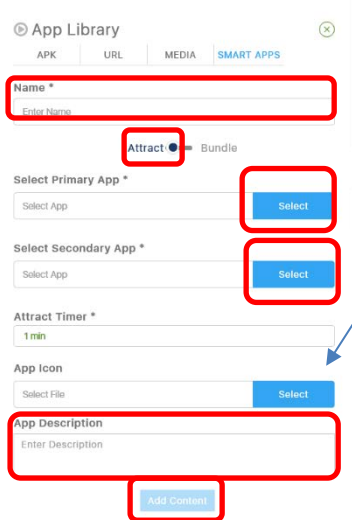 App Library
APK URL MEDIA SMART APPS
Name *
Enter Name
Attract Bundle
Select Primary App *
Select App Select
Select Secondary App *
Select App Select
Attract Timer *
1 min
App Icon
Select File Select
App Description
Enter Description
Add Content